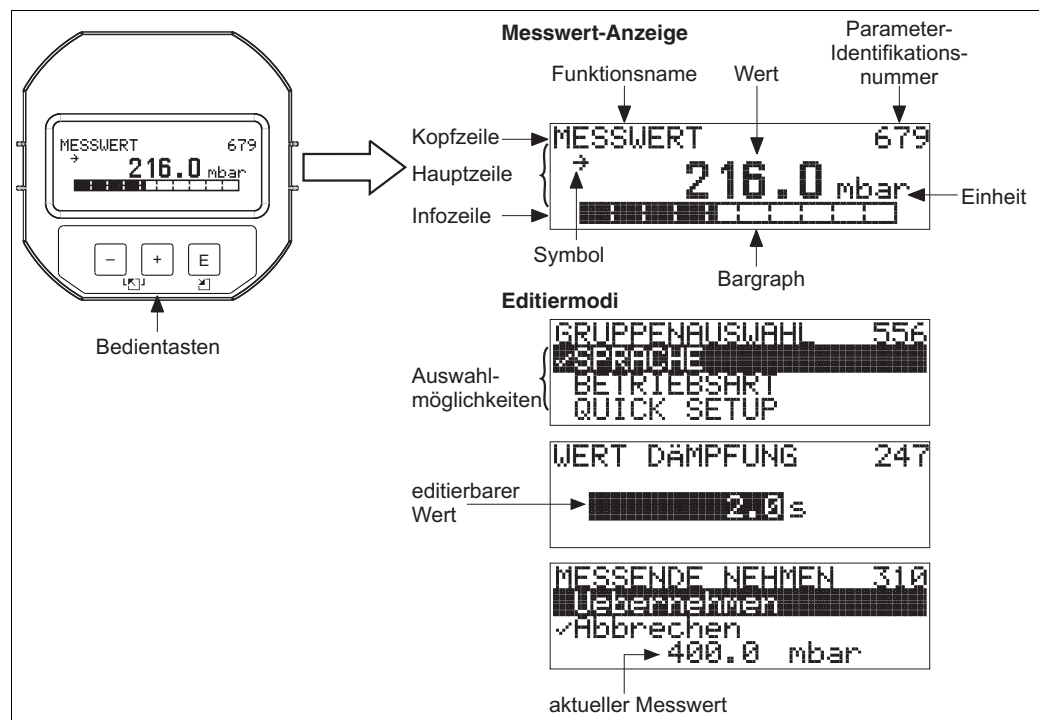 MESSWERT 679
→ 216.0 mbar
–
+
E
Bedientasten
Messwert-Anzeige
Funktionsname
Wert
Parameter-
Identifikations-
nummer
Kopfzeile
MESSWERT 679
Hauptzeile
→ 216.0 mbar
Einheit
Infozeile
Symbol
Bargraph
Editiermodi
GRUPPENAUSWAHL 556
✓SPRACHE
BETRIEBSART
QUICK SETUP
Auswahl-
möglichkeiten
WERT DÄMPFUNG 247
editierbarer
Wert
2.0 s
MESSENDE NEHMEN 310
Uebernehmen
✓Abbrechen
400.0 mbar
aktueller Messwert